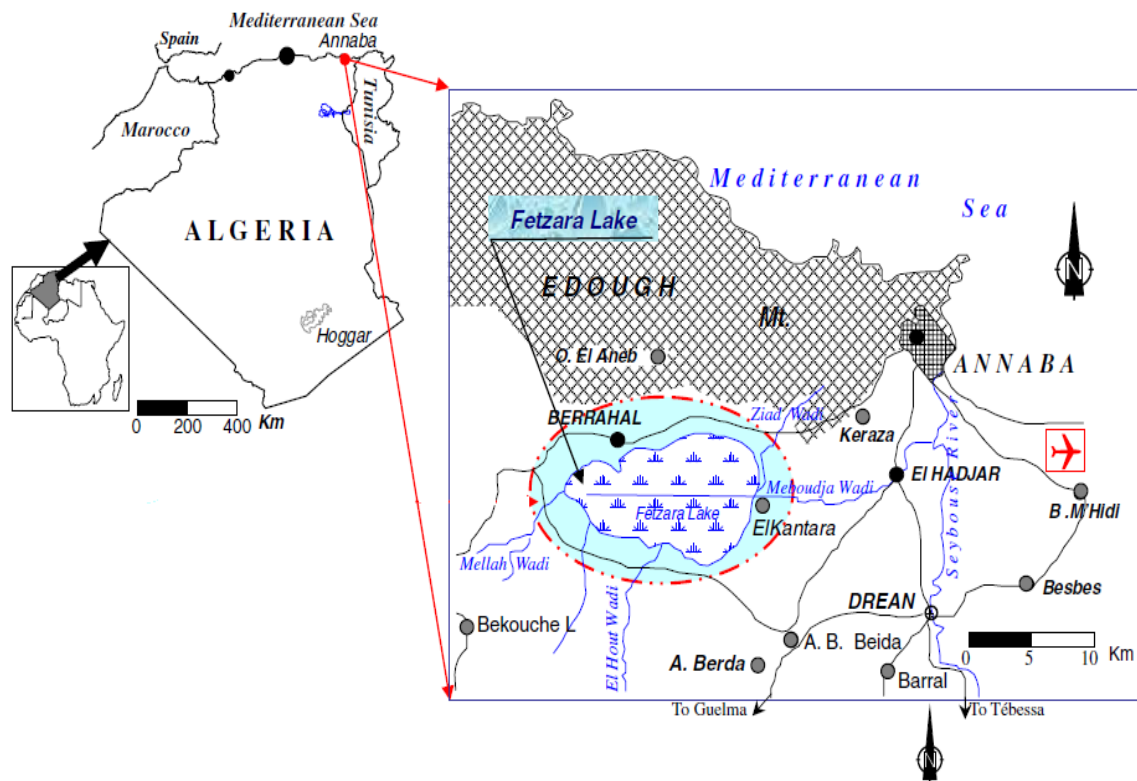 Mediterranean Sea
Spain
Annaba
Tunisia
Marocco
ALGERIA
Hoggar
0 200 400 Km
Mediterranean
Sea
Fetzara Lake
N
EDOUGH
Mt.
O. El Aneb
ANNABA
BERRAHAL
Ziad Wadi
Keraza
Meboudja Wadi
El HADJAR
Fetzara Lake
ElKantara
B .M'Hidi
Seybouse River
Mellah Wadi
Besbes
DREAN
El Hout Wadi
Bekouche L
A. B. Beida
0 5 10 Km
A. Berda
Barral
To Guelma
To Tébessa
N